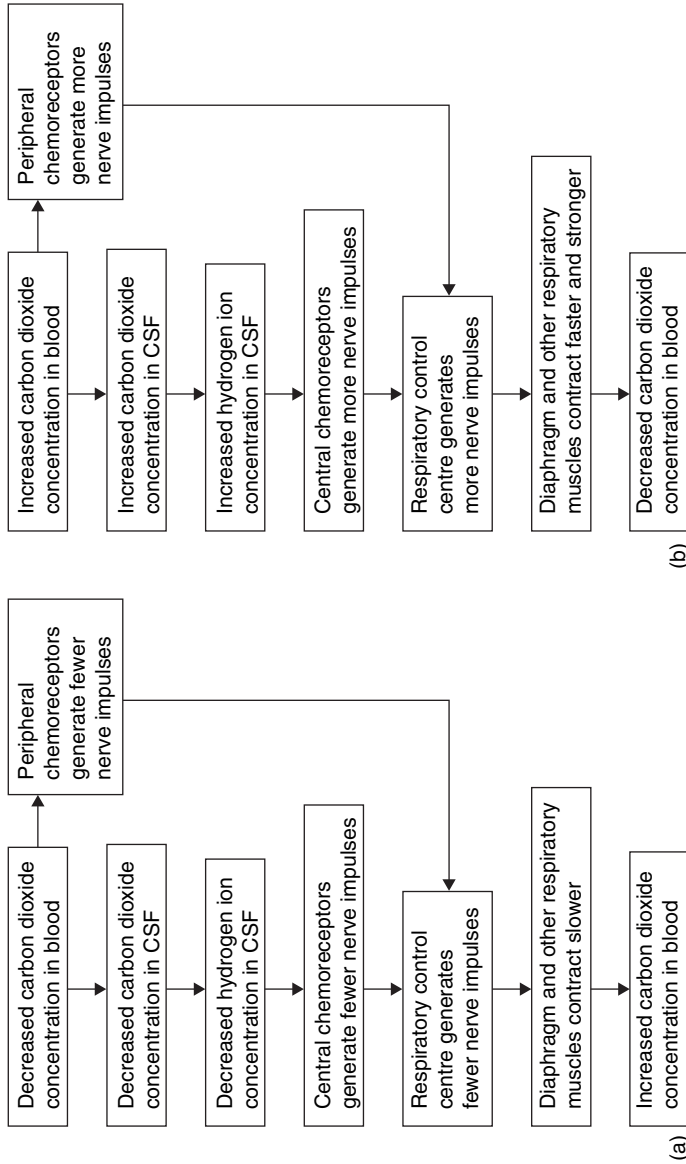 Decreased carbon dioxide
concentration in blood
Peripheral
chemoreceptors
generate fewer
nerve impulses
Decreased carbon dioxide
concentration in CSF
Decreased hydrogen ion
concentration in CSF
Central chemoreceptors
generate fewer nerve impulses
Respiratory control
centre generates
fewer nerve impulses
Diaphragm and other respiratory
muscles contract slower
Increased carbon dioxide
concentration in blood
(a)
Increased carbon dioxide
concentration in blood
Peripheral
chemoreceptors
generate more
nerve impulses
Increased carbon dioxide
concentration in CSF
Increased hydrogen ion
concentration in CSF
Central chemoreceptors
generate more nerve impulses
Respiratory control
centre generates
more nerve impulses
Diaphragm and other respiratory
muscles contract faster and stronger
Decreased carbon dioxide
concentration in blood
(b)